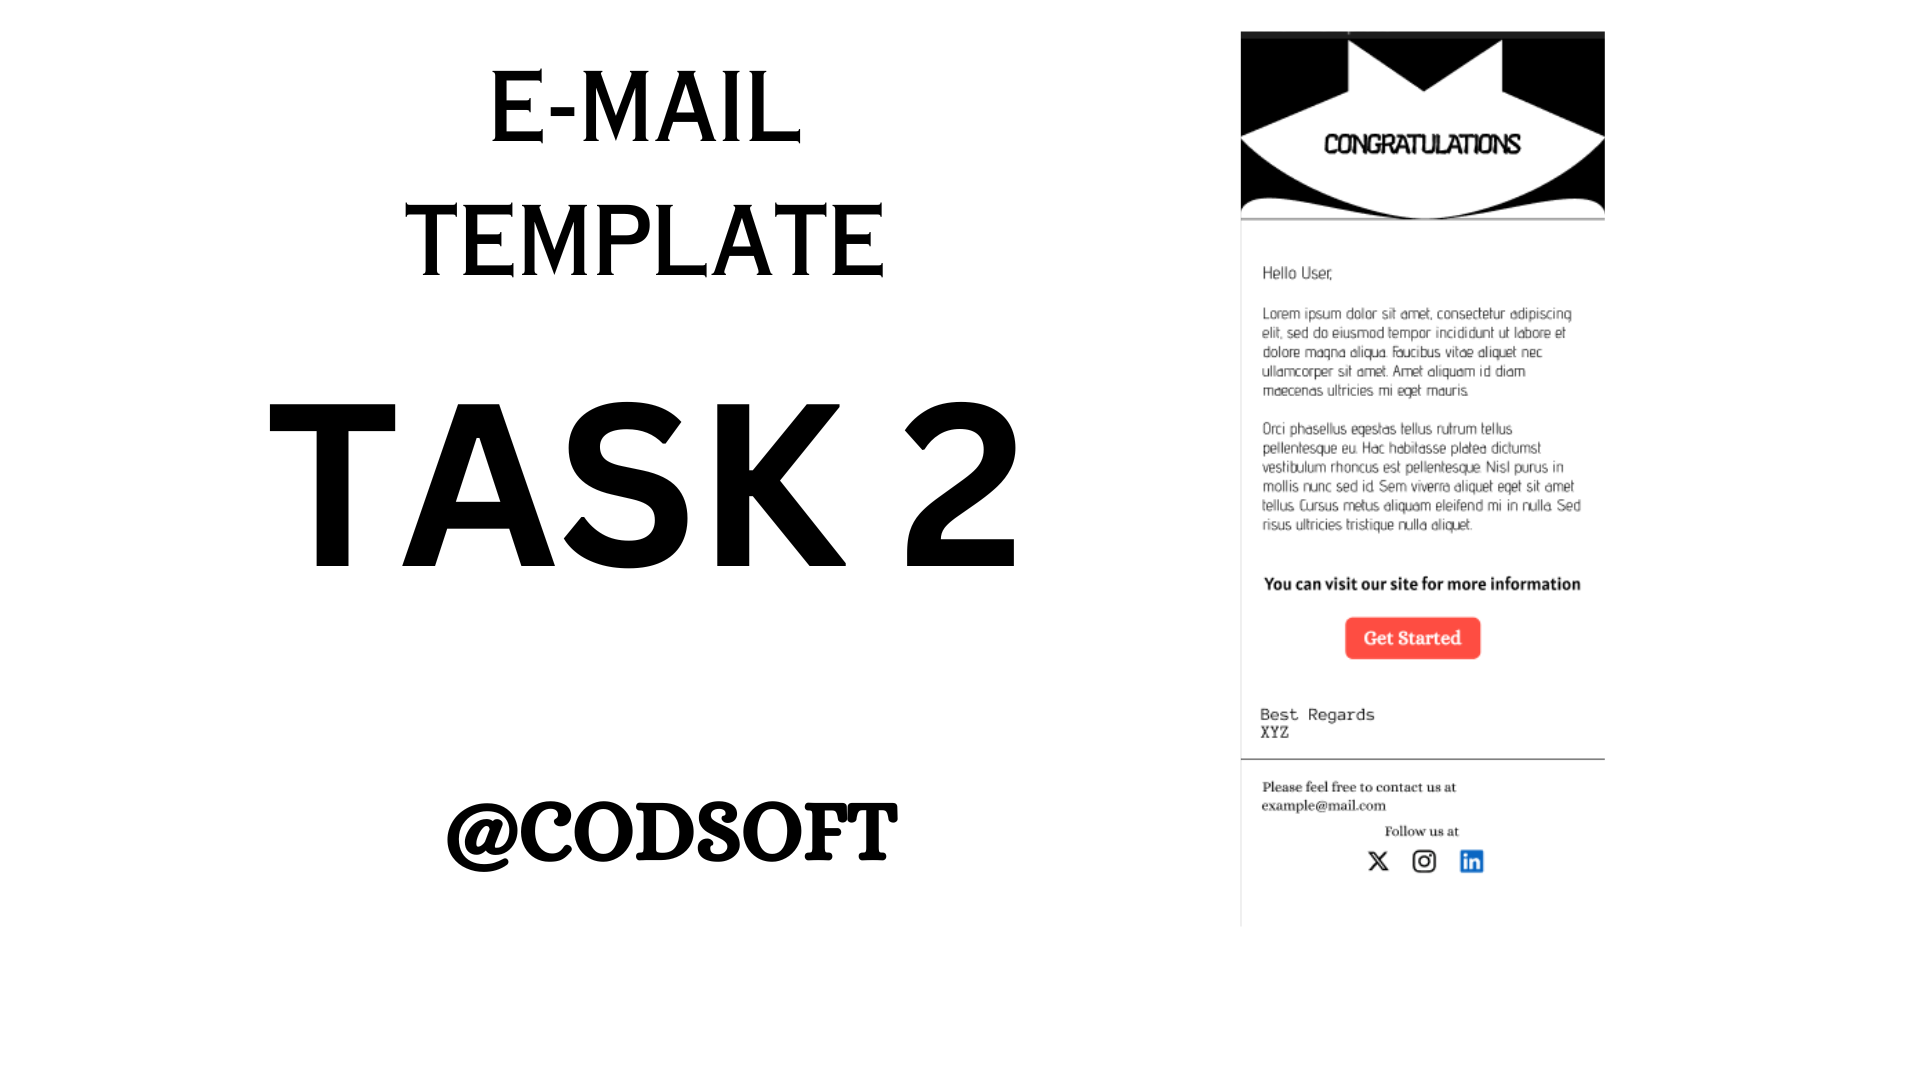 E-MAIL
TEMPLATE
TASK 2
@CODSOFT
CONGRATULATIONS
Hello User,
Lorem ipsum dolor sit amet, consectetur adipiscing
elit, sed do eiusmod tempor incididunt ut labore et
dolore magna aliqua. Faucibus vitae aliquet nec
ullamcorper sit amet. Amet aliquam id diam
maecenas ultricies mi eget mauris.
Orci phasellus egestas tellus rutrum tellus
pellentesque eu. Hac habitasse platea dictumst
vestibulum rhoncus est pellentesque. Nisl purus in
mollis nunc sed id. Sem viverra aliquet eget sit amet
tellus. Cursus metus aliquam eleifend mi in nulla. Sed
risus ultricies tristique nulla aliquet.
You can visit our site for more information
Get Started
Best Regards
XYZ
Please feel free to contact us at
example@mail.com
Follow us at
X
in